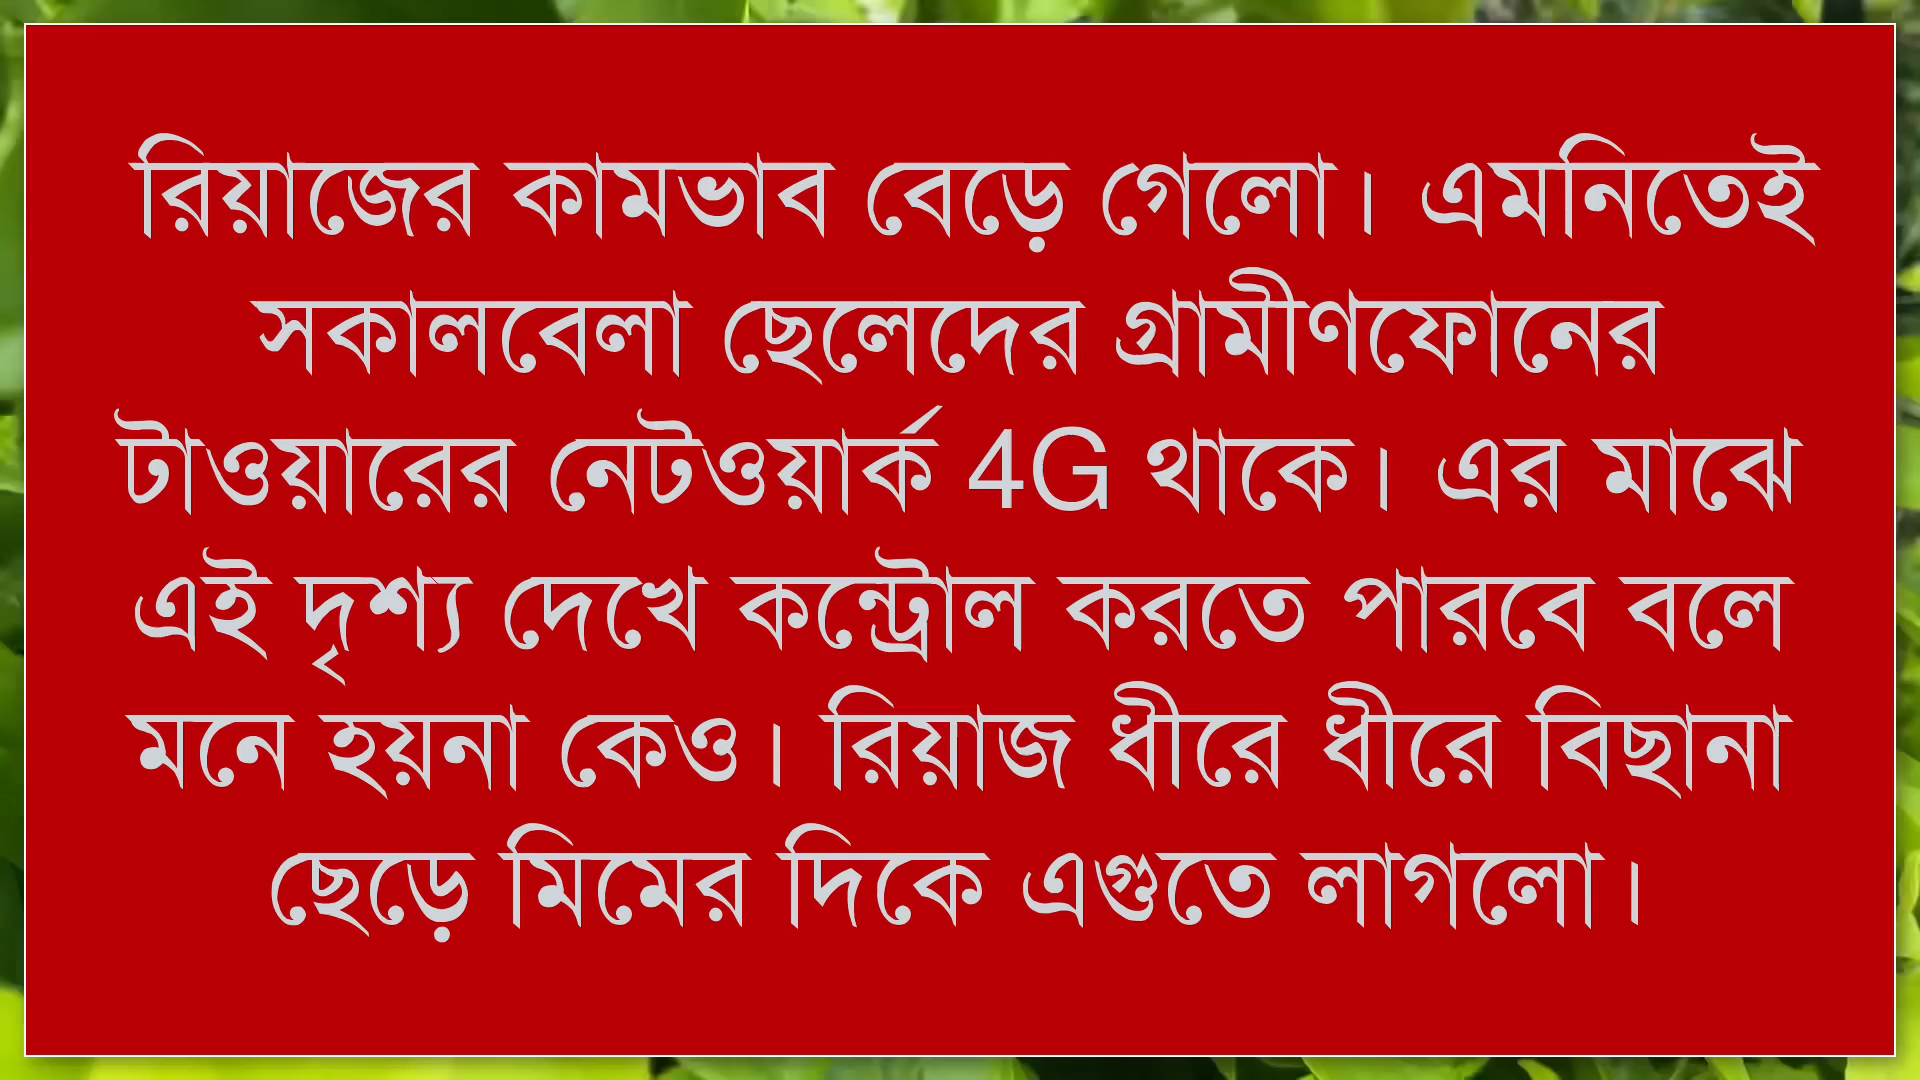 রিয়াজের কামভাব বেড়ে গেলো। এমনিতেই
সকালবেলা ছেলেদের গ্রামীণফোনের
টাওয়ারের নেটওয়ার্ক 4G থাকে। এর মাঝে
এই দৃশ্য দেখে কন্ট্রোল করতে পারবে বলে
মনে হয়না কেও। রিয়াজ ধীরে ধীরে বিছানা
ছেড়ে মিমের দিকে এগুতে লাগলো।